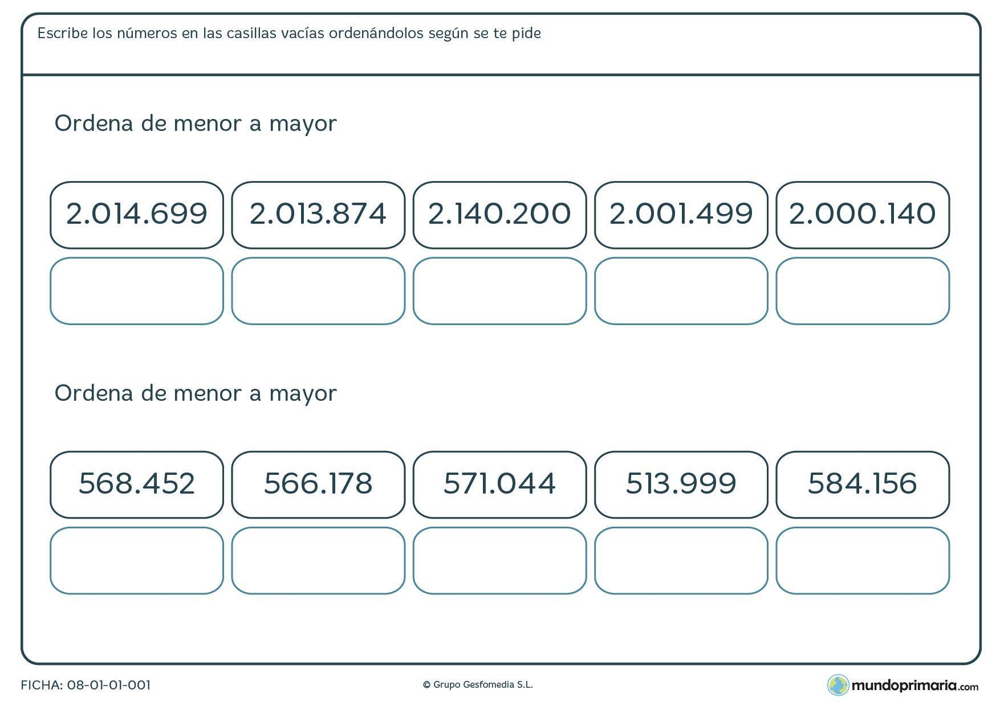 Escribe los números en las casillas vacías ordenándolos según se te pide
Ordena de menor a mayor
2.014.699 2.013.874 2.140.200 2.001.499 2.000.140
Ordena de menor a mayor
568.452 566.178 571.044 513.999 584.156
FICHA: 08-01-01-001 © Grupo Gesfomedia S.L. mundoprimaria.com